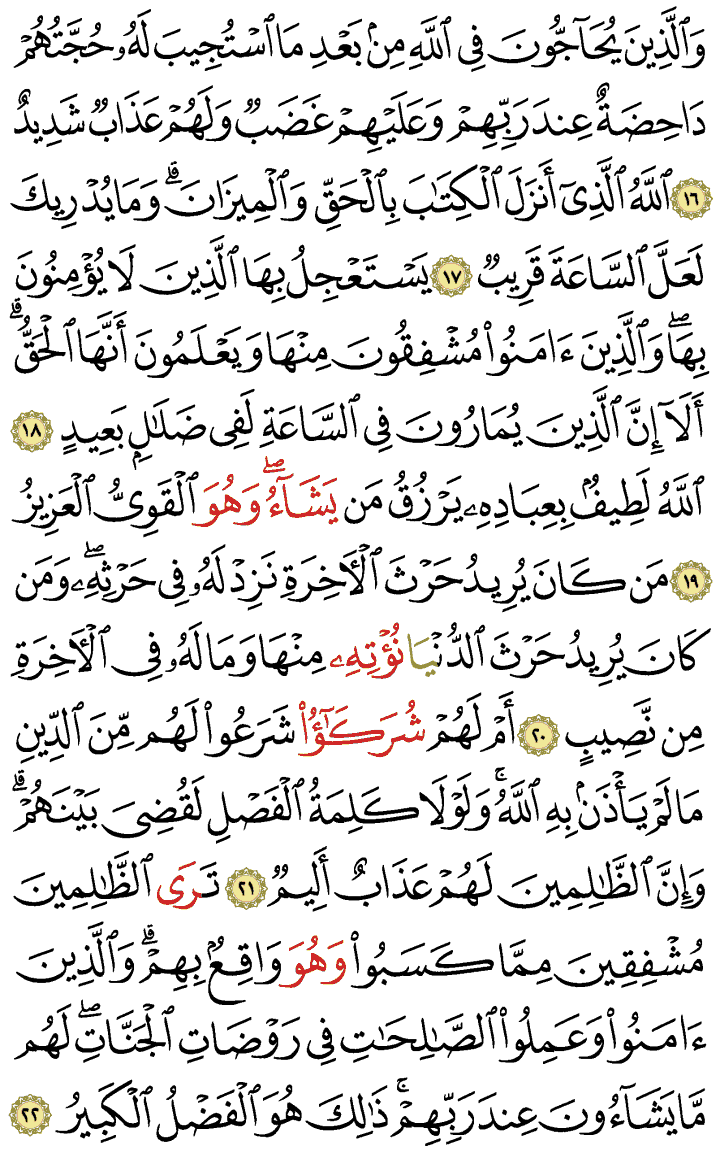 وَٱلَّذِينَ يُحَآجُّونَ فِى ٱللَّهِ مِنۢ بَعْدِ مَا ٱسْتُجِيبَ لَهُۥ حُجَّتُهُمْ
دَاحِضَةٌ عِندَ رَبِّهِمْ وَعَلَيْهِمْ غَضَبٌ وَلَهُمْ عَذَابٌ شَدِيدٌ
١٦ ٱللَّهُ ٱلَّذِىٓ أَنزَلَ ٱلْكِتَٰبَ بِٱلْحَقِّ وَٱلْمِيزَانَ ۗ وَمَا يُدْرِيكَ
لَعَلَّ ٱلسَّاعَةَ قَرِيبٌ ١٧ يَسْتَعْجِلُ بِهَا ٱلَّذِينَ لَا يُؤْمِنُونَ
بِهَا ۖ وَٱلَّذِينَ ءَامَنُوا۟ مُشْفِقُونَ مِنْهَا وَيَعْلَمُونَ أَنَّهَا ٱلْحَقُّ ۗ
أَلَآ إِنَّ ٱلَّذِينَ يُمَارُونَ فِى ٱلسَّاعَةِ لَفِى ضَلَٰلٍۭ بَعِيدٍ ١٨
ٱللَّهُ لَطِيفٌۢ بِعِبَادِهِۦ يَرْزُقُ مَن يَشَآءُ ۖ وَهُوَ ٱلْقَوِىُّ ٱلْعَزِيزُ
١٩ مَن كَانَ يُرِيدُ حَرْثَ ٱلْـَٔاخِرَةِ نَزِدْ لَهُۥ فِى حَرْثِهِۦ ۖ وَمَن
كَانَ يُرِيدُ حَرْثَ ٱلدُّنْيَا نُؤْتِهِۦ مِنْهَا وَمَا لَهُۥ فِى ٱلْـَٔاخِرَةِ
مِن نَّصِيبٍ ٢٠ أَمْ لَهُمْ شُرَكَٰٓؤُا۟ شَرَعُوا۟ لَهُم مِّنَ ٱلدِّينِ
مَا لَمْ يَأْذَنۢ بِهِ ٱللَّهُ ۚ وَلَوْلَا كَلِمَةُ ٱلْفَصْلِ لَقُضِىَ بَيْنَهُمْ ۗ
وَإِنَّ ٱلظَّٰلِمِينَ لَهُمْ عَذَابٌ أَلِيمٌ ٢١ تَرَى ٱلظَّٰلِمِينَ
مُشْفِقِينَ مِمَّا كَسَبُوا۟ وَهُوَ وَاقِعٌۢ بِهِمْ ۗ وَٱلَّذِينَ
ءَامَنُوا۟ وَعَمِلُوا۟ ٱلصَّٰلِحَٰتِ فِى رَوْضَاتِ ٱلْجَنَّاتِ ۖ لَهُم
مَّا يَشَآءُونَ عِندَ رَبِّهِمْ ۚ ذَٰلِكَ هُوَ ٱلْفَضْلُ ٱلْكَبِيرُ ٢٢